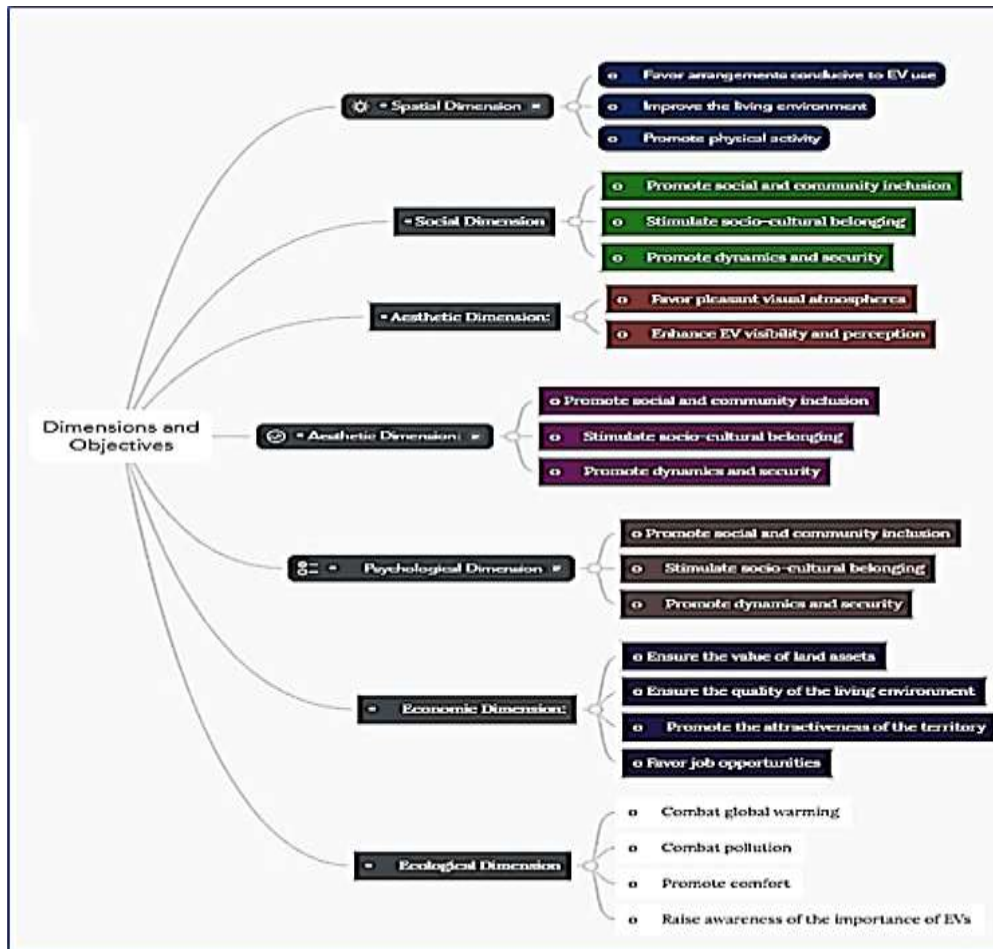 Dimensions and
Objectives
Spatial Dimension
o Favor arrangements conducive to EV use
o Improve the living environment
o Promote physical activity
Social Dimension
o Promote social and community inclusion
o Stimulate socio-cultural belonging
o Promote dynamics and security
Aesthetic Dimension:
o Favor pleasant visual atmospheres
o Enhance EV visibility and perception
Aesthetic Dimension:
o Promote social and community inclusion
o Stimulate socio-cultural belonging
o Promote dynamics and security
Psychological Dimension
o Promote social and community inclusion
o Stimulate socio-cultural belonging
o Promote dynamics and security
Economic Dimension:
o Ensure the value of land assets
o Ensure the quality of the living environment
o Promote the attractiveness of the territory
o Favor job opportunities
Ecological Dimension
o Combat global warming
o Combat pollution
o Promote comfort
o Raise awareness of the importance of EVs